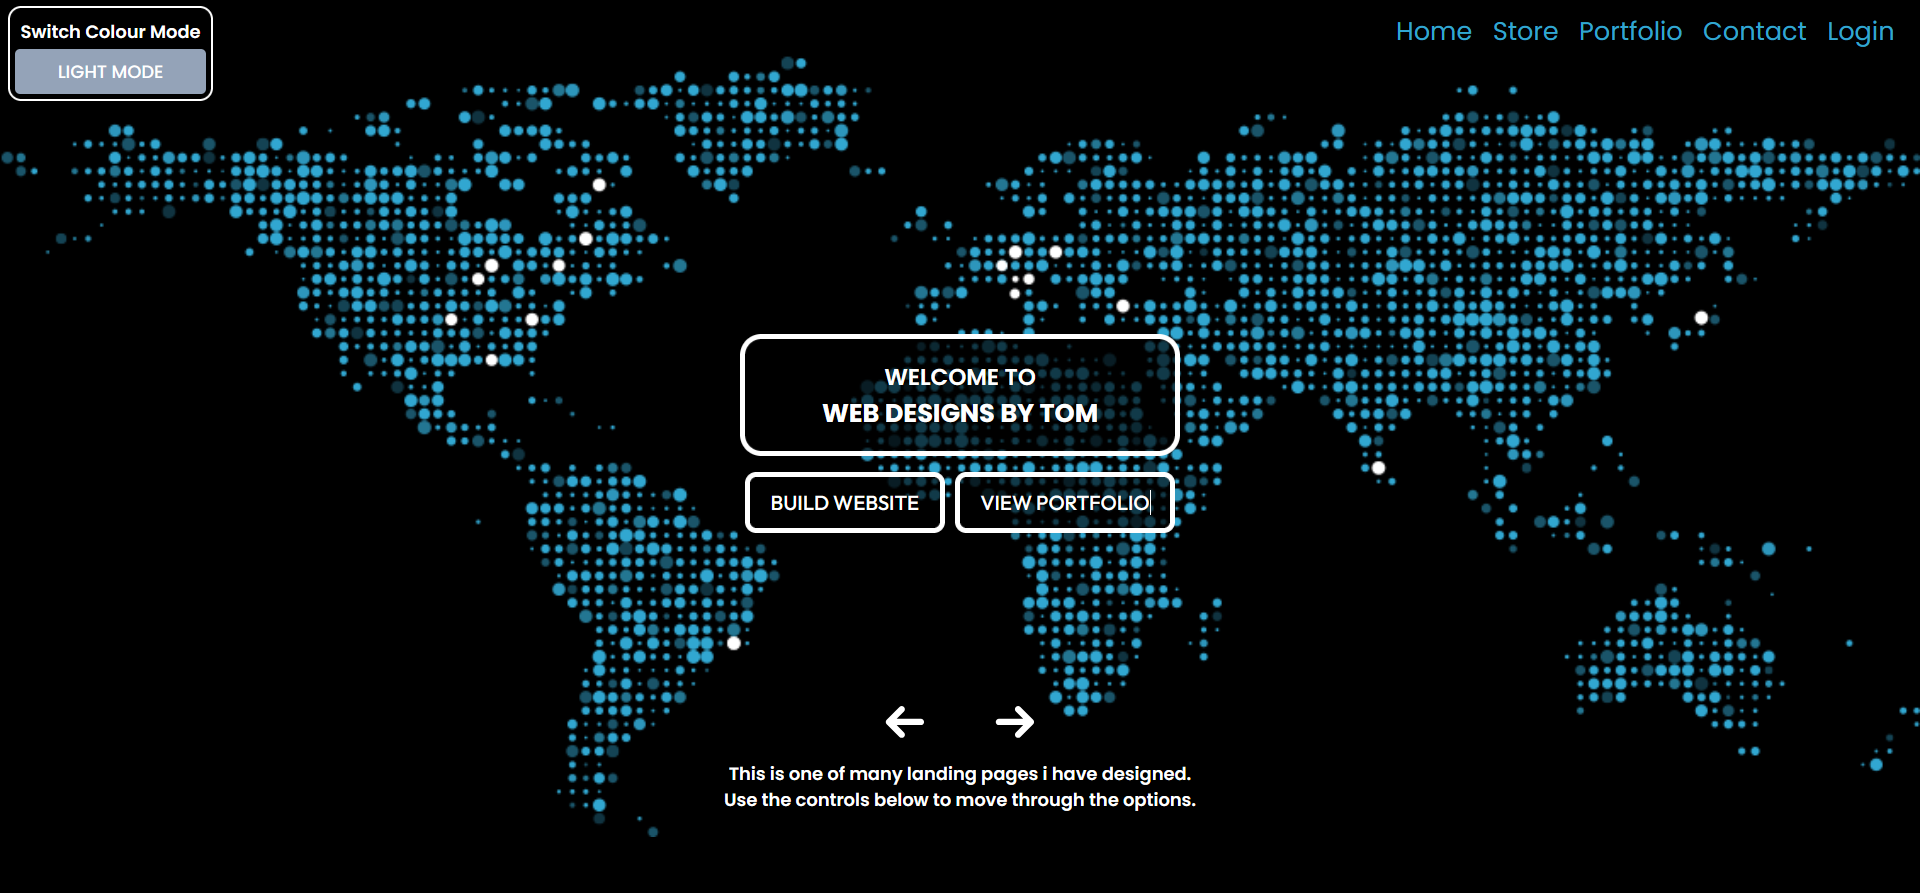 Switch Colour Mode
LIGHT MODE
Home Store Portfolio Contact Login
WELCOME TO
WEB DESIGNS BY TOM
BUILD WEBSITE
VIEW PORTFOLIO
This is one of many landing pages i have designed.
Use the controls below to move through the options.